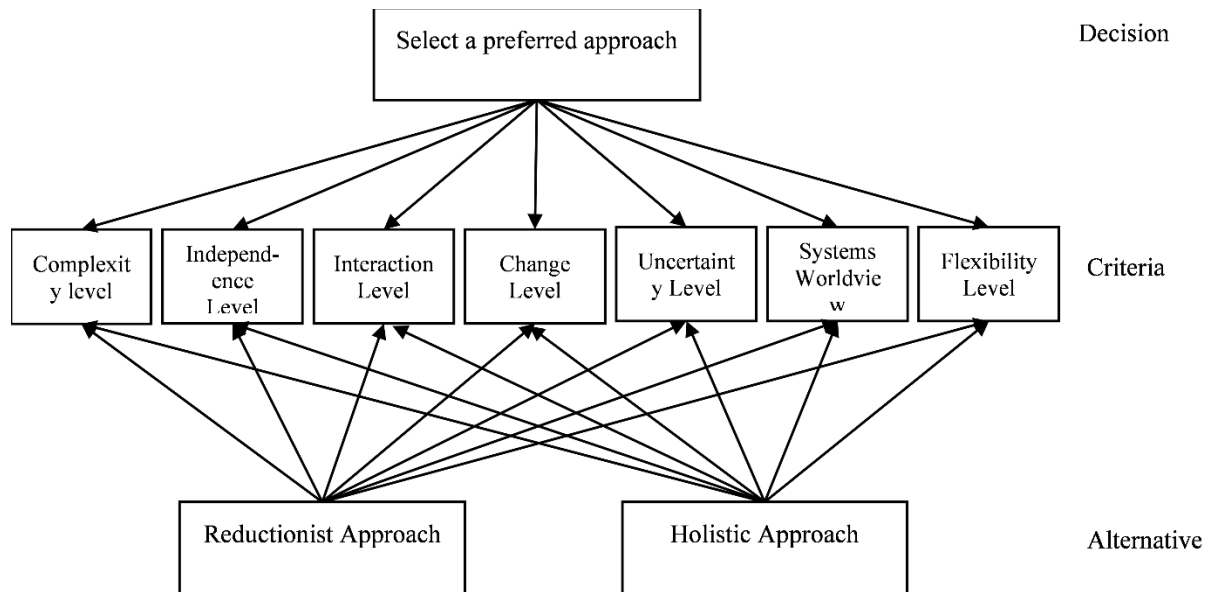 Select a preferred approach
Decision
Complexit
y level
Independ-
ence
Level
Interaction
Level
Change
Level
Uncertaint
y Level
Systems
Worldvie
w
Flexibility
Level
Criteria
Reductionist Approach
Holistic Approach
Alternative